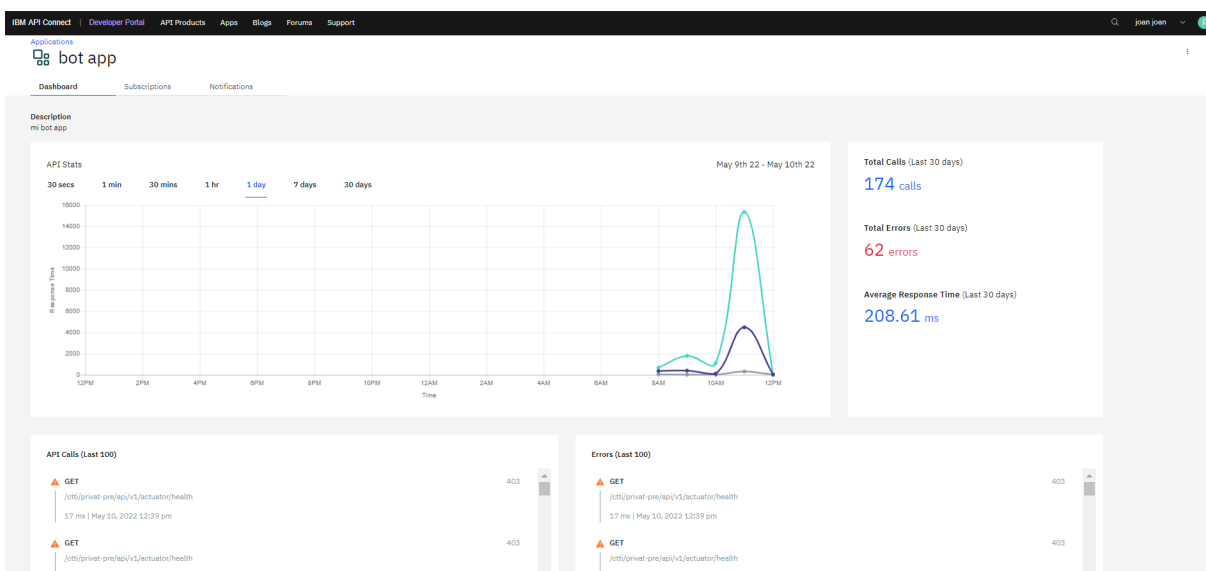 IBM API Connect | Developer Portal API Products Apps Blogs Forums Support joan joan
Applications
bot app
Dashboard Subscriptions Notifications
Description
mi bot app
API Stats May 9th 22 - May 10th 22
30 secs 1 min 30 mins 1 hr 1 day 7 days 30 days
16000
14000
12000
10000
8000
6000
4000
2000
0
Response Time
12PM 2PM 4PM 6PM 8PM 10PM 12AM 2AM 4AM 6AM 8AM 10AM 12PM
Time
Total Calls (Last 30 days)
174 calls
Total Errors (Last 30 days)
62 errors
Average Response Time (Last 30 days)
208.61 ms
API Calls (Last 100)
GET 403
/ctti/privat-pre/api/v1/actuator/health
17 ms | May 10, 2022 12:39 pm
GET 403
/ctti/privat-pre/api/v1/actuator/health
Errors (Last 100)
GET 403
/ctti/privat-pre/api/v1/actuator/health
17 ms | May 10, 2022 12:39 pm
GET 403
/ctti/privat-pre/api/v1/actuator/health